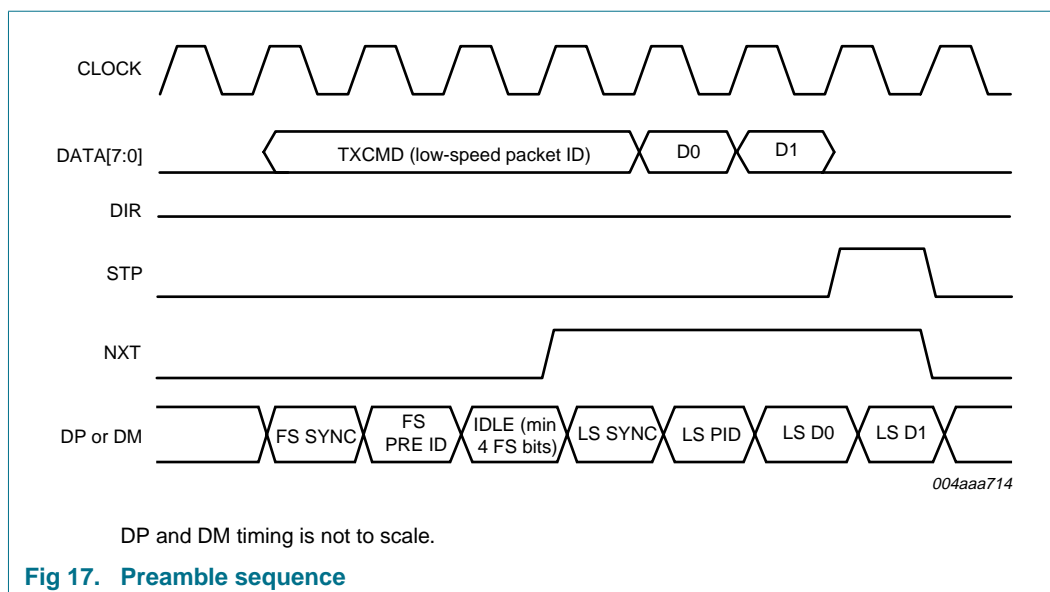 CLOCK
DATA[7:0]
TXCMD (low-speed packet ID)
D0
D1
DIR
STP
NXT
DP or DM
FS SYNC
FS
PRE ID
IDLE (min
4 FS bits)
LS SYNC
LS PID
LS D0
LS D1
004aaa714
DP and DM timing is not to scale.
Fig 17. Preamble sequence